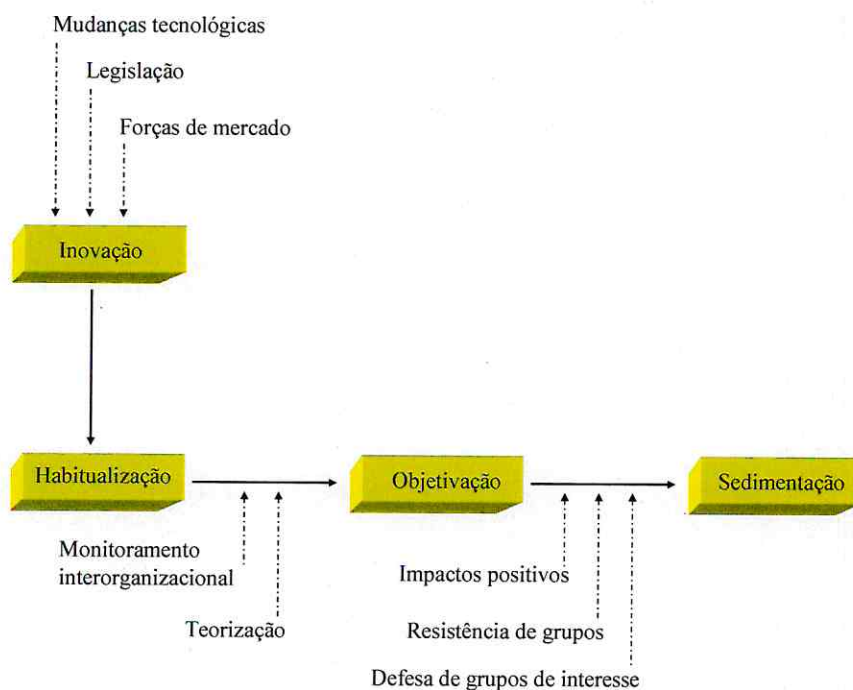 Mudanças tecnológicas
Legislação
Forças de mercado
Inovação
Habitualização
Objetivação
Sedimentação
Monitoramento
interorganizacional
Teorização
Impactos positivos
Resistência de grupos
Defesa de grupos de interesse